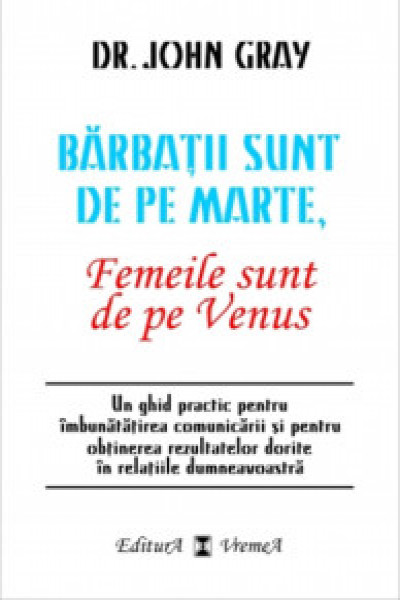 DR. JOHN GRAY
BĂRBAȚII SUNT
DE PE MARTE,
Femeile sunt
de pe Venus
Un ghid practic pentru
îmbunătățirea comunicării și pentru
obținerea rezultatelor dorite
în relațiile dumneavoastră
EditurA VremeA